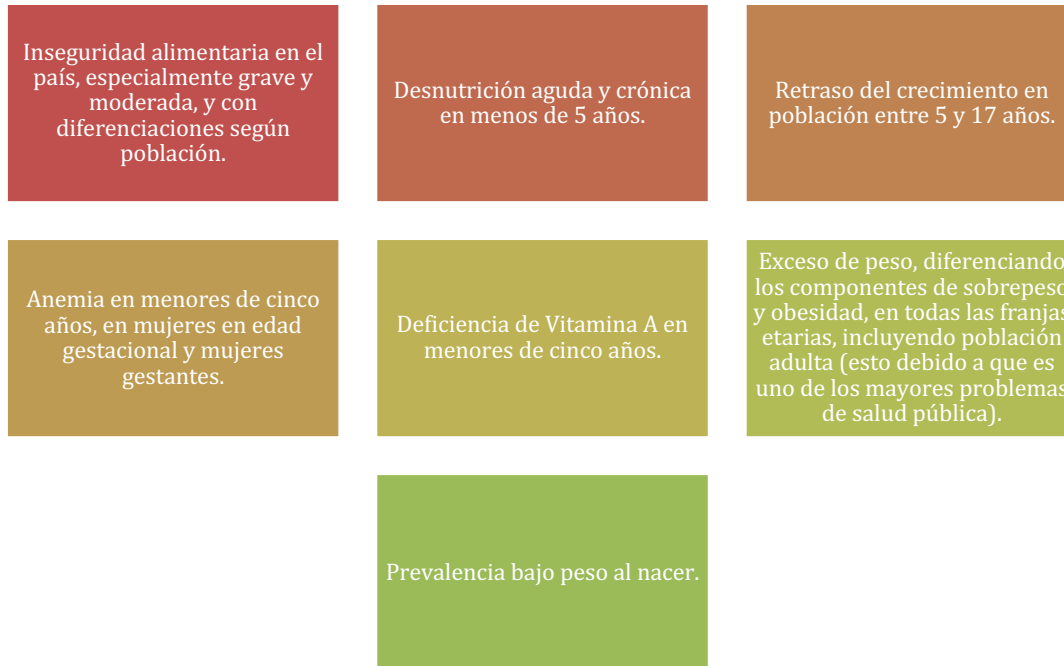 Inseguridad alimentaria en el
país, especialmente grave y
moderada, y con
diferenciaciones según
población.
Desnutrición aguda y crónica
en menos de 5 años.
Retraso del crecimiento en
población entre 5 y 17 años.
Anemia en menores de cinco
años, en mujeres en edad
gestacional y mujeres
gestantes.
Deficiencia de Vitamina A en
menores de cinco años.
Exceso de peso, diferenciando
los componentes de sobrepeso
y obesidad, en todas las franjas
etarias, incluyendo población
adulta (esto debido a que es
uno de los mayores problemas
de salud pública).
Prevalencia bajo peso al nacer.